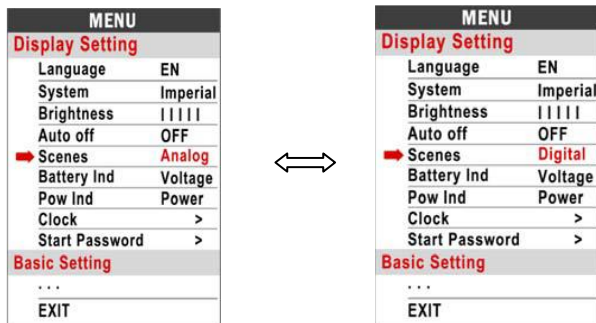 MENU
Display Setting
Language EN
System Imperial
Brightness | | | | |
Auto off OFF
Scenes Analog
Battery Ind Voltage
Pow Ind Power
Clock >
Start Password >
Basic Setting
...
EXIT
MENU
Display Setting
Language EN
System Imperial
Brightness | | | | |
Auto off OFF
Scenes Digital
Battery Ind Voltage
Pow Ind Power
Clock >
Start Password >
Basic Setting
...
EXIT